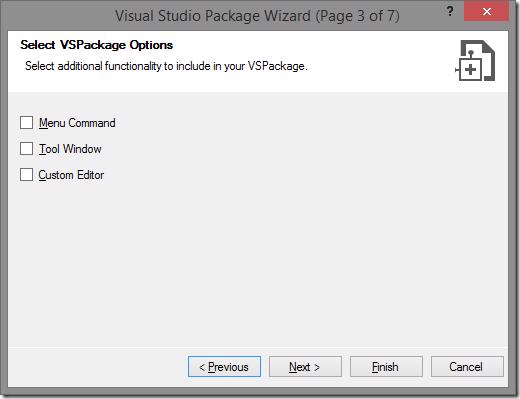 Visual Studio Package Wizard (Page 3 of 7)
?
Select VSPackage Options
Select additional functionality to include in your VSPackage.
Menu Command
Tool Window
Custom Editor
< Previous
Next >
Finish
Cancel